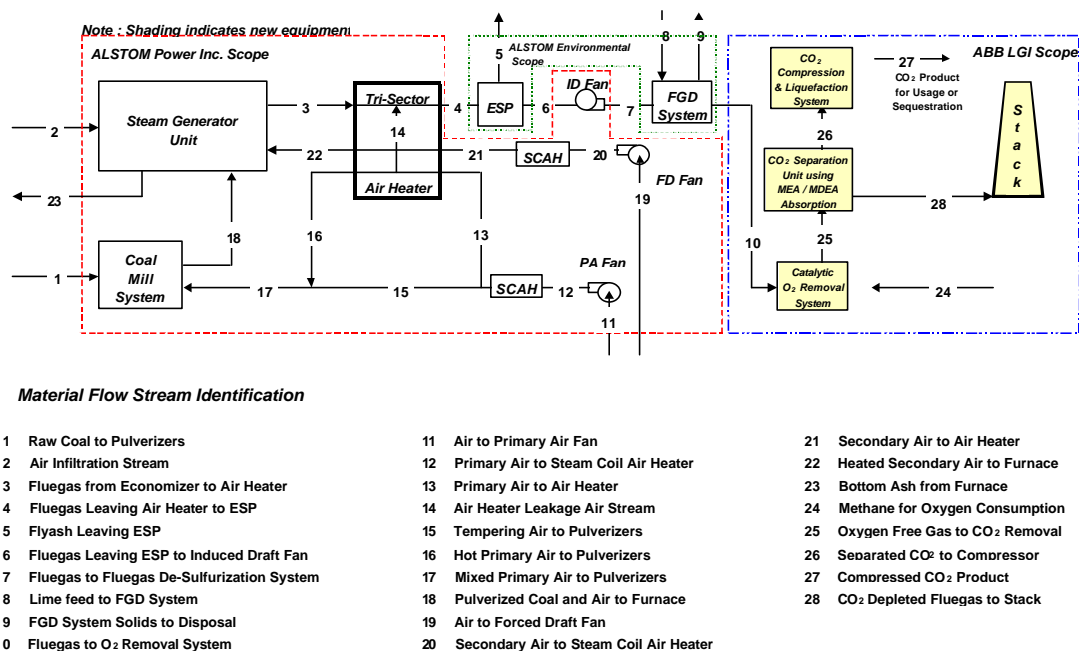 Note : Shading indicates new equipment
ALSTOM Power Inc. Scope
ALSTOM Environmental
Scope
ABB LGI Scope
8
9
5
CO2
Compression
& Liquefaction
System
27
CO2 Product
for Usage or
Sequestration
Stack
ID Fan
Tri-Sector
3
4
ESP
6
7
FGD
System
Steam Generator
Unit
2
14
26
22
21
SCAH
20
CO2 Separation
Unit using
MEA / MDEA
Absorption
Air Heater
FD Fan
23
19
28
18
16
13
10
25
Coal
Mill
System
PA Fan
Catalytic
O2 Removal
System
1
17
15
SCAH
12
24
11
Material Flow Stream Identification
1 Raw Coal to Pulverizers
2 Air Infiltration Stream
3 Fluegas from Economizer to Air Heater
4 Fluegas Leaving Air Heater to ESP
5 Flyash Leaving ESP
6 Fluegas Leaving ESP to Induced Draft Fan
7 Fluegas to Fluegas De-Sulfurization System
8 Lime feed to FGD System
9 FGD System Solids to Disposal
0 Fluegas to O2 Removal System
11 Air to Primary Air Fan
12 Primary Air to Steam Coil Air Heater
13 Primary Air to Air Heater
14 Air Heater Leakage Air Stream
15 Tempering Air to Pulverizers
16 Hot Primary Air to Pulverizers
17 Mixed Primary Air to Pulverizers
18 Pulverized Coal and Air to Furnace
19 Air to Forced Draft Fan
20 Secondary Air to Steam Coil Air Heater
21 Secondary Air to Air Heater
22 Heated Secondary Air to Furnace
23 Bottom Ash from Furnace
24 Methane for Oxygen Consumption
25 Oxygen Free Gas to CO2 Removal
26 Separated CO2 to Compressor
27 Compressed CO2 Product
28 CO2 Depleted Fluegas to Stack